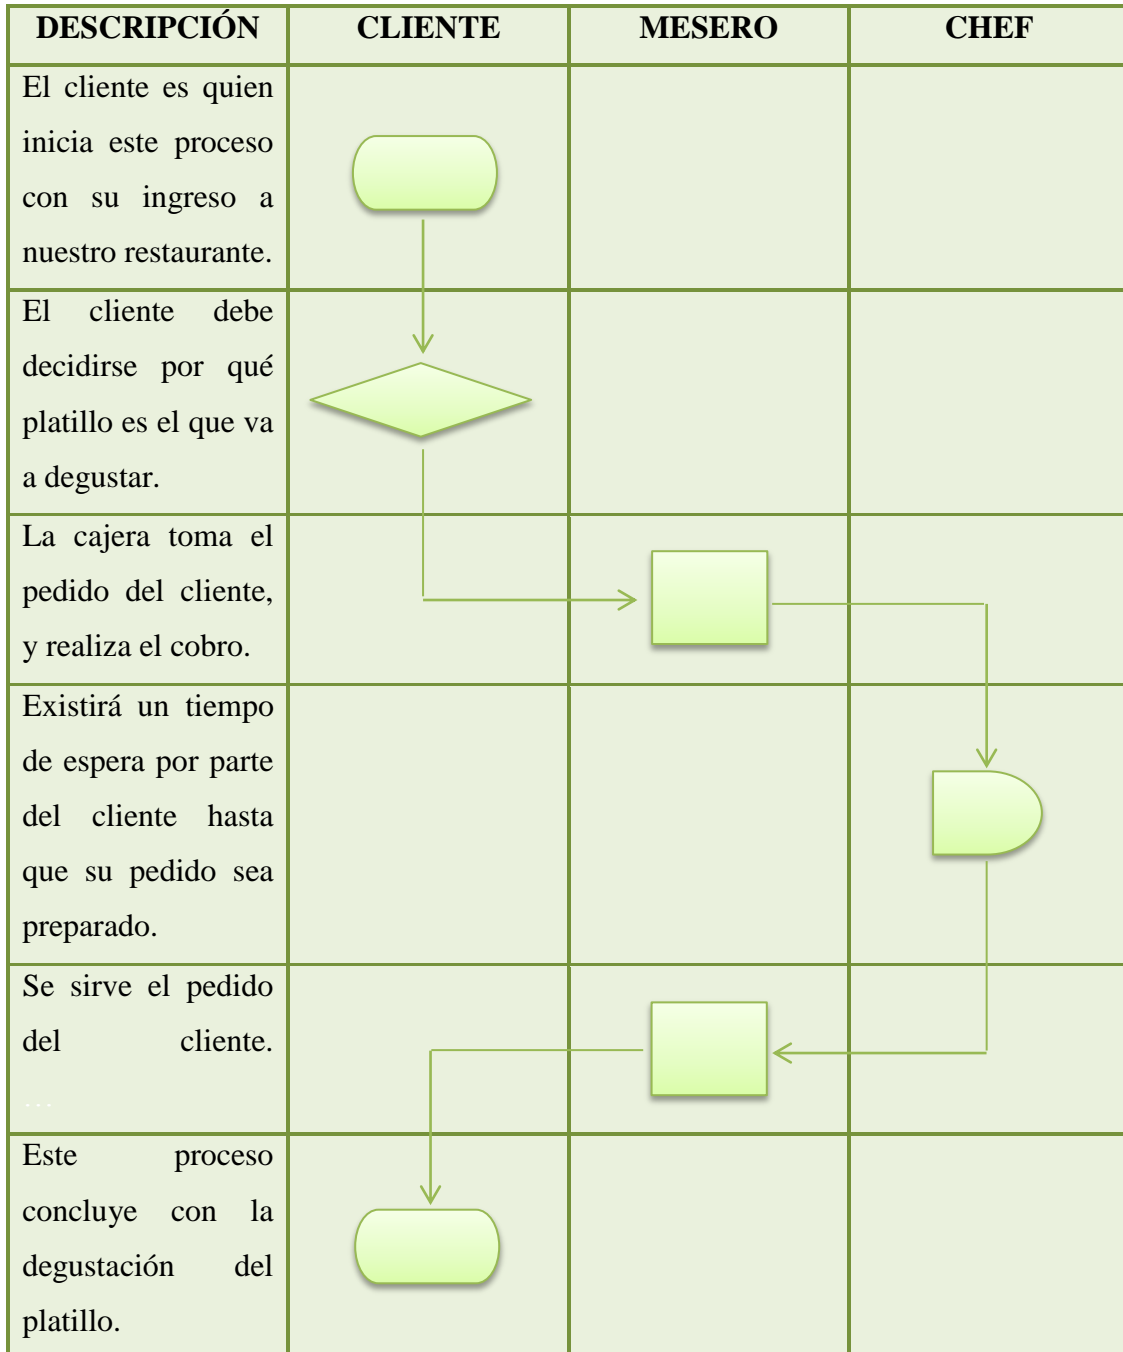 DESCRIPCIÓN CLIENTE MESERO CHEF
El cliente es quien
inicia este proceso
con su ingreso a
nuestro restaurante.
El cliente debe
decidirse por qué
platillo es el que va
a degustar.
La cajera toma el
pedido del cliente,
y realiza el cobro.
Existirá un tiempo
de espera por parte
del cliente hasta
que su pedido sea
preparado.
Se sirve el pedido
del cliente.
…
Este proceso
concluye con la
degustación del
platillo.